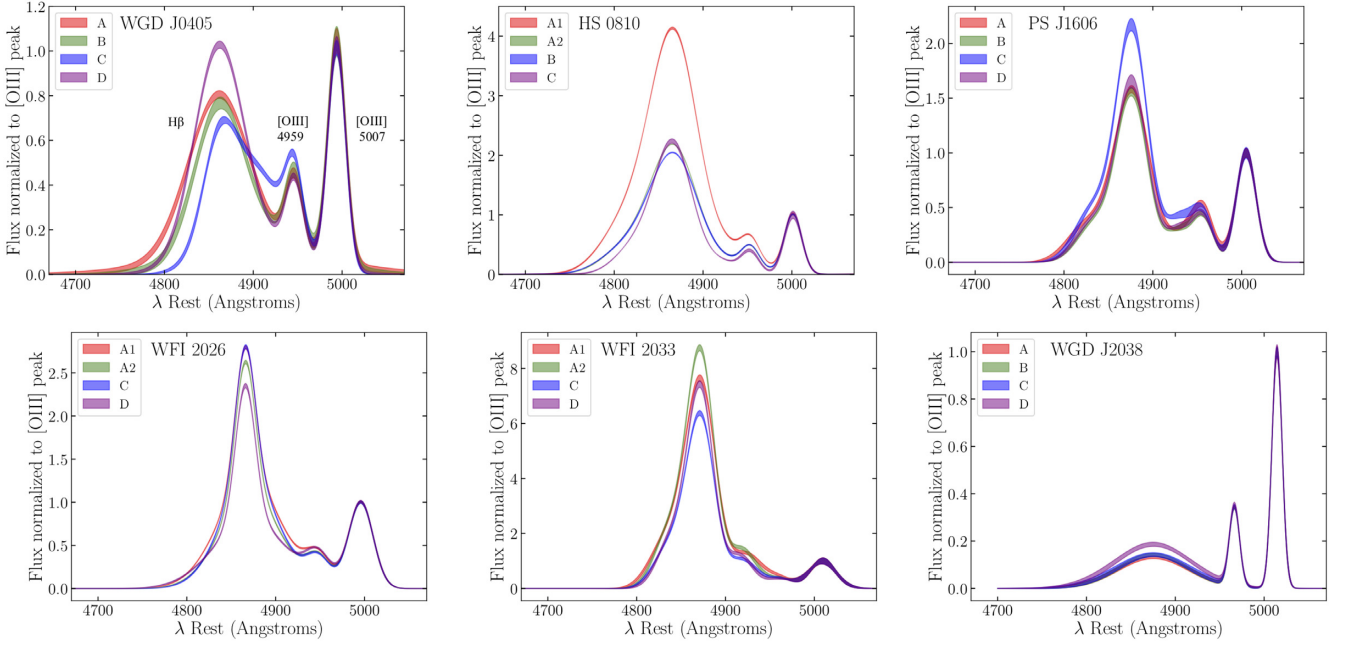 WGD J0405
Flux normalized to [OIII] peak
1.2
1.0
0.8
0.6
0.4
0.2
0.0
A
B
C
D
Hβ
[OIII]
4959
[OIII]
5007
4700 4800 4900 5000
λ Rest (Angstroms)
HS 0810
Flux normalized to [OIII] peak
4
3
2
1
0
A1
A2
B
C
4700 4800 4900 5000
λ Rest (Angstroms)
PS J1606
Flux normalized to [OIII] peak
2.0
1.5
1.0
0.5
0.0
A
B
C
D
4700 4800 4900 5000
λ Rest (Angstroms)
WFI 2026
Flux normalized to [OIII] peak
2.5
2.0
1.5
1.0
0.5
0.0
A1
A2
C
D
4700 4800 4900 5000
λ Rest (Angstroms)
WFI 2033
Flux normalized to [OIII] peak
8
6
4
2
0
A1
A2
C
D
4700 4800 4900 5000
λ Rest (Angstroms)
WGD J2038
Flux normalized to [OIII] peak
1.0
0.8
0.6
0.4
0.2
0.0
A
B
C
D
4700 4800 4900 5000
λ Rest (Angstroms)